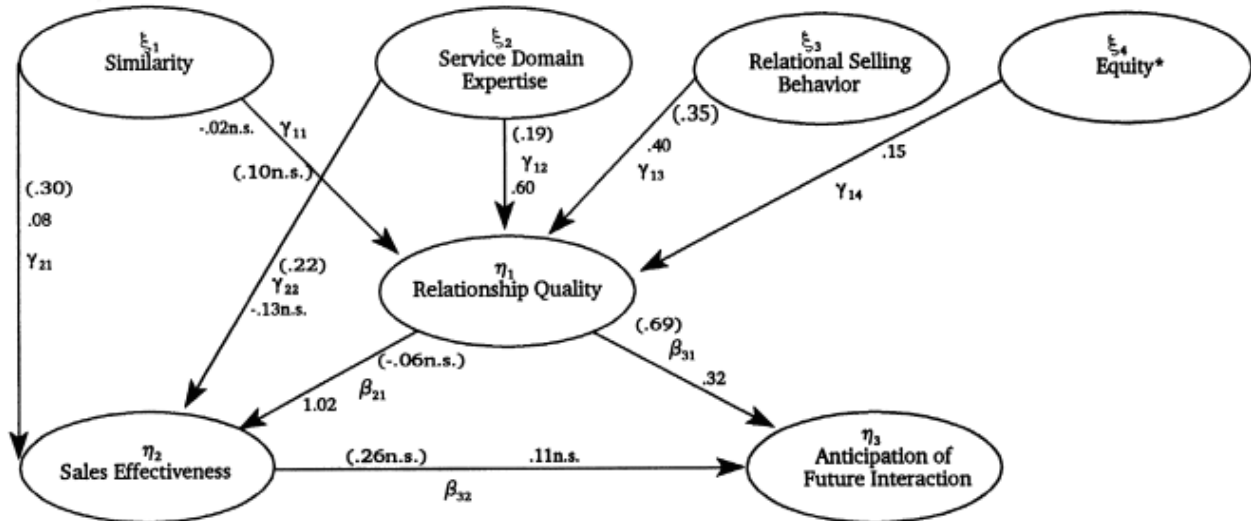 ξ₁
Similarity
ξ₂
Service Domain
Expertise
ξ₃
Relational Selling
Behavior
ξ₄
Equity*
-.02n.s.
γ₁₁
(.10n.s.)
(.19)
γ₁₂
.60
(.35)
.40
γ₁₃
.15
γ₁₄
(.30)
.08
γ₂₁
(.22)
γ₂₂
-.13n.s.
η₁
Relationship Quality
(-.06n.s.)
1.02
β₂₁
(.69)
β₃₁
.32
η₂
Sales Effectiveness
(.26n.s.)
.11n.s.
β₃₂
η₃
Anticipation of
Future Interaction